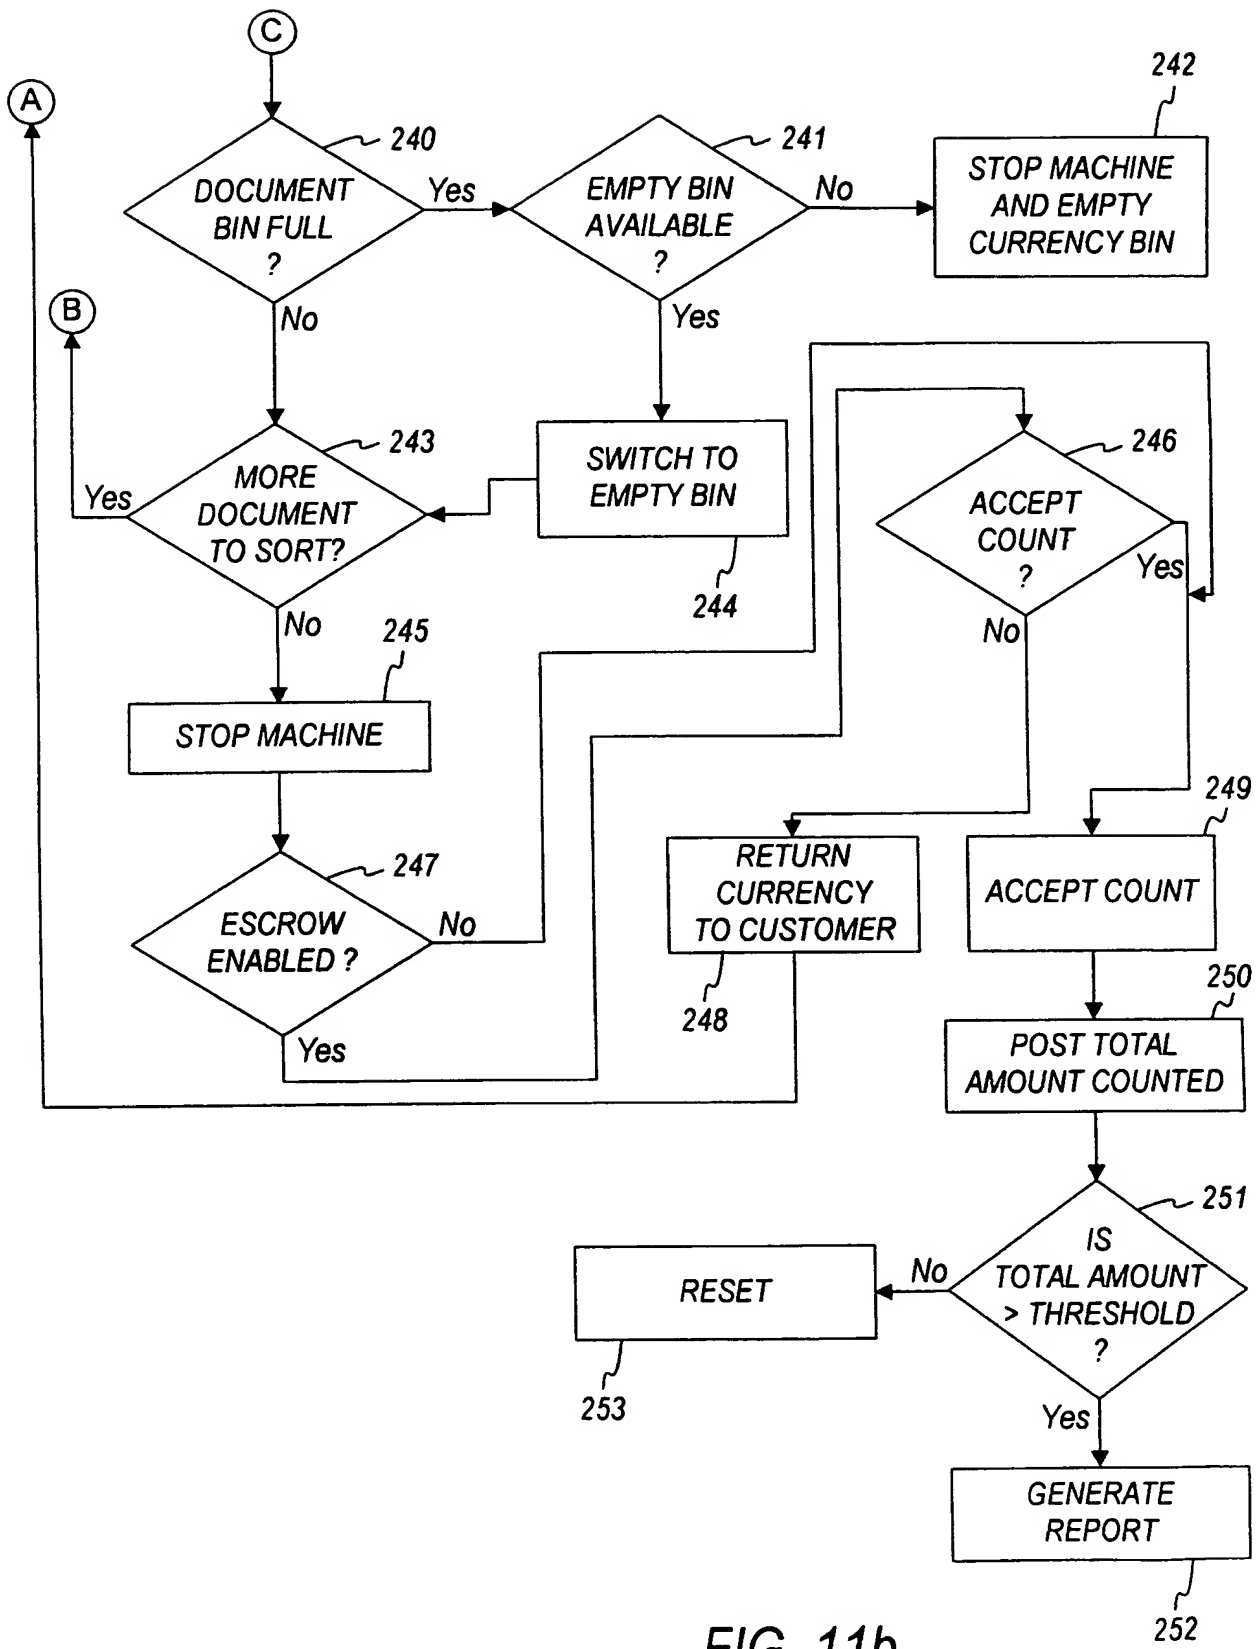 C
A
240
DOCUMENT
BIN FULL
?
Yes
No
241
EMPTY BIN
AVAILABLE
?
No
Yes
242
STOP MACHINE
AND EMPTY
CURRENCY BIN
B
243
MORE
DOCUMENT
TO SORT?
Yes
No
SWITCH TO
EMPTY BIN
244
246
ACCEPT
COUNT
?
Yes
No
245
STOP MACHINE
247
ESCROW
ENABLED ?
No
Yes
RETURN
CURRENCY
TO CUSTOMER
248
249
ACCEPT COUNT
250
POST TOTAL
AMOUNT COUNTED
251
IS
TOTAL AMOUNT
> THRESHOLD
?
No
Yes
RESET
253
GENERATE
REPORT
252
FIG. 11b